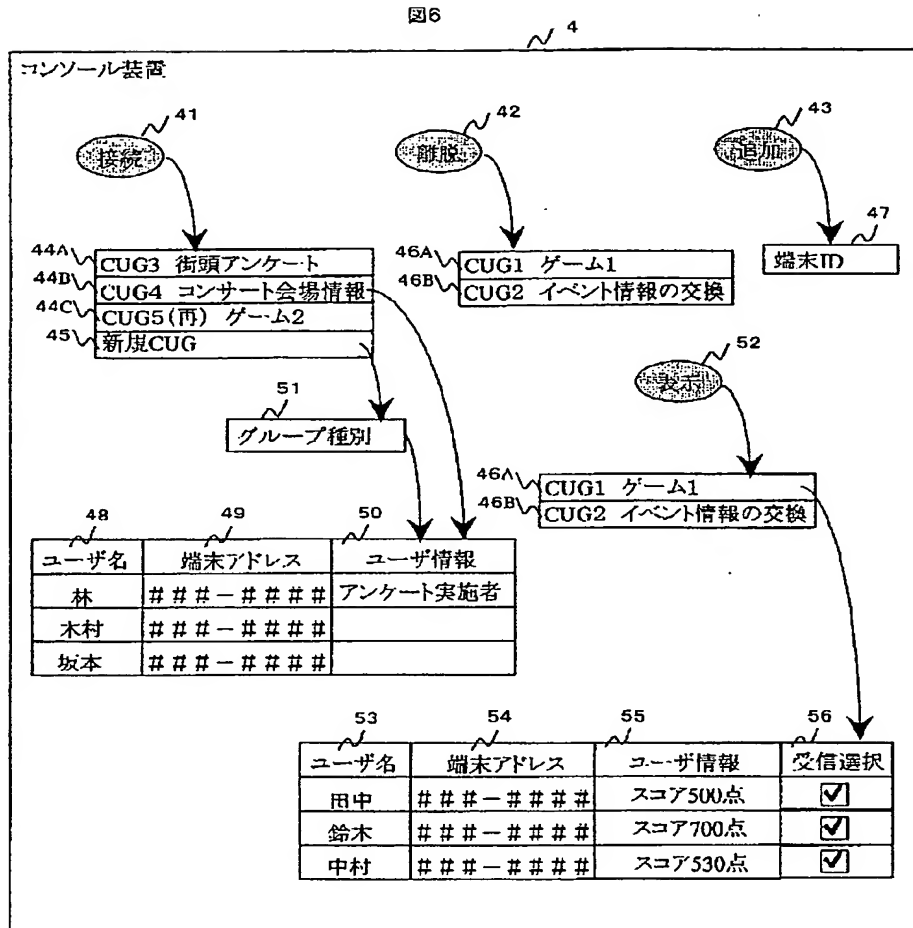 図6
4
コンソール装置
41
42
43
接続
離脱
追加
47
44A
CUG3 街頭アンケート
46A
CUG1 ゲーム1
端末ID
44B
CUG4 コンサート会場情報
46B
CUG2 イベント情報の交換
44C
CUG5(再) ゲーム2
45
新規CUG
52
表示
51
グループ種別
46A
CUG1 ゲーム1
46B
CUG2 イベント情報の交換
48 49 50
ユーザ名 端末アドレス ユーザ情報
林 ###-#### アンケート実施者
木村 ###-####
坂本 ###-####
53 54 55 56
ユーザ名 端末アドレス ユーザ情報 受信選択
田中 ###-#### スコア500点 ☑
鈴木 ###-#### スコア700点 ☑
中村 ###-#### スコア530点 ☑